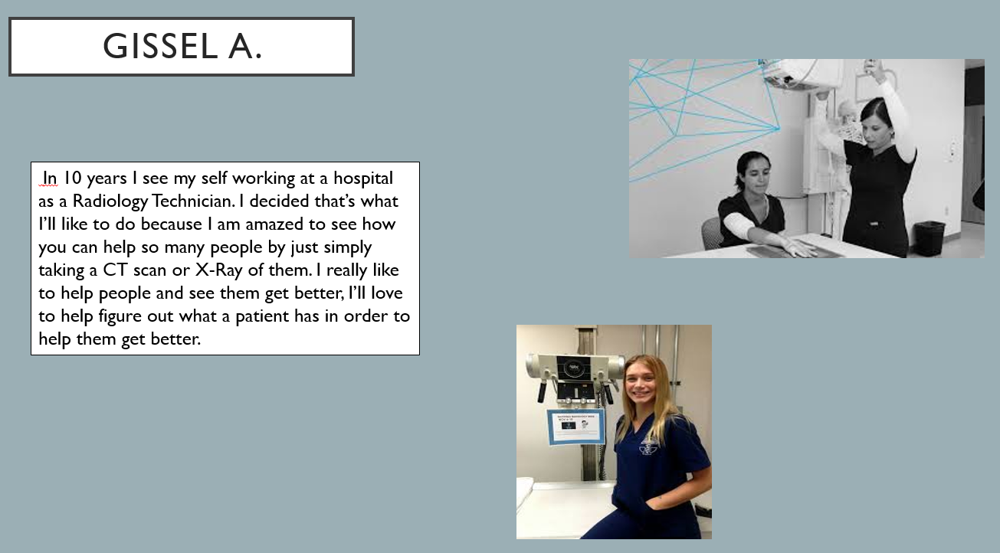 GISSEL A.
In 10 years I see my self working at a hospital
as a Radiology Technician. I decided that's what
I'll like to do because I am amazed to see how
you can help so many people by just simply
taking a CT scan or X-Ray of them. I really like
to help people and see them get better, I'll love
to help figure out what a patient has in order to
help them get better.